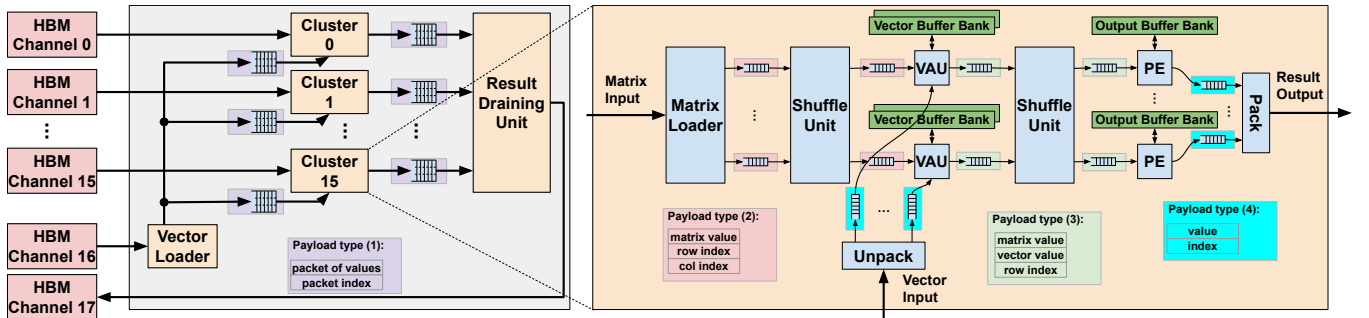 HBM
Channel 0
HBM
Channel 1
⋮
HBM
Channel 15
HBM
Channel 16
HBM
Channel 17
Vector
Loader
Cluster
0
Cluster
1
... ...
Cluster
15
Result
Draining
Unit
Payload type (1):
packet of values
packet index
Matrix
Input
Matrix
Loader
...
Shuffle
Unit
Vector Buffer Bank
VAU
...
Vector Buffer Bank
VAU
...
Unpack
Vector
Input
Shuffle
Unit
Output Buffer Bank
PE
...
Output Buffer Bank
PE
...
Pack
Result
Output
Payload type (2):
matrix value
row index
col index
Payload type (3):
matrix value
vector value
row index
Payload type (4):
value
index